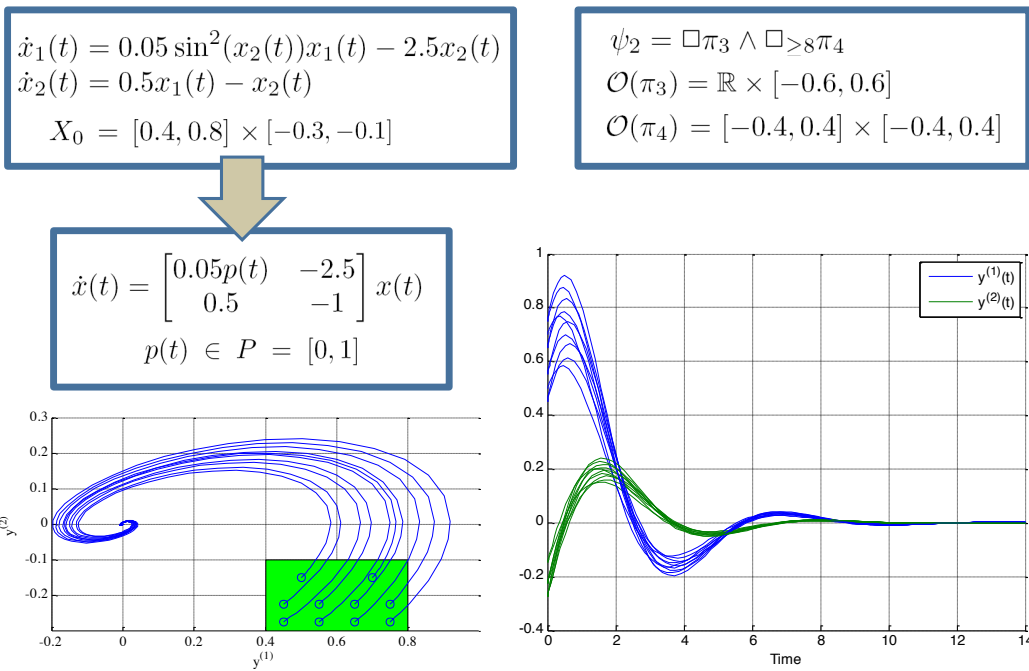 ẋ₁(t) = 0.05 sin²(x₂(t))x₁(t) − 2.5x₂(t)
ẋ₂(t) = 0.5x₁(t) − x₂(t)
X₀ = [0.4, 0.8] × [−0.3, −0.1]
ψ₂ = □π₃ ∧ □≥₈π₄
𝒪(π₃) = ℝ × [−0.6, 0.6]
𝒪(π₄) = [−0.4, 0.4] × [−0.4, 0.4]
ẋ(t) = [0.05p(t) −2.5
0.5 −1] x(t)
p(t) ∈ P = [0, 1]
0.3
0.2
0.1
0
-0.1
-0.2
-0.2 0 0.2 0.4 0.6 0.8
y⁽²⁾
y⁽¹⁾
1
0.8
0.6
0.4
0.2
0
-0.2
-0.4
0 2 4 6 8 10 12 14
Time
y⁽¹⁾(t)
y⁽²⁾(t)